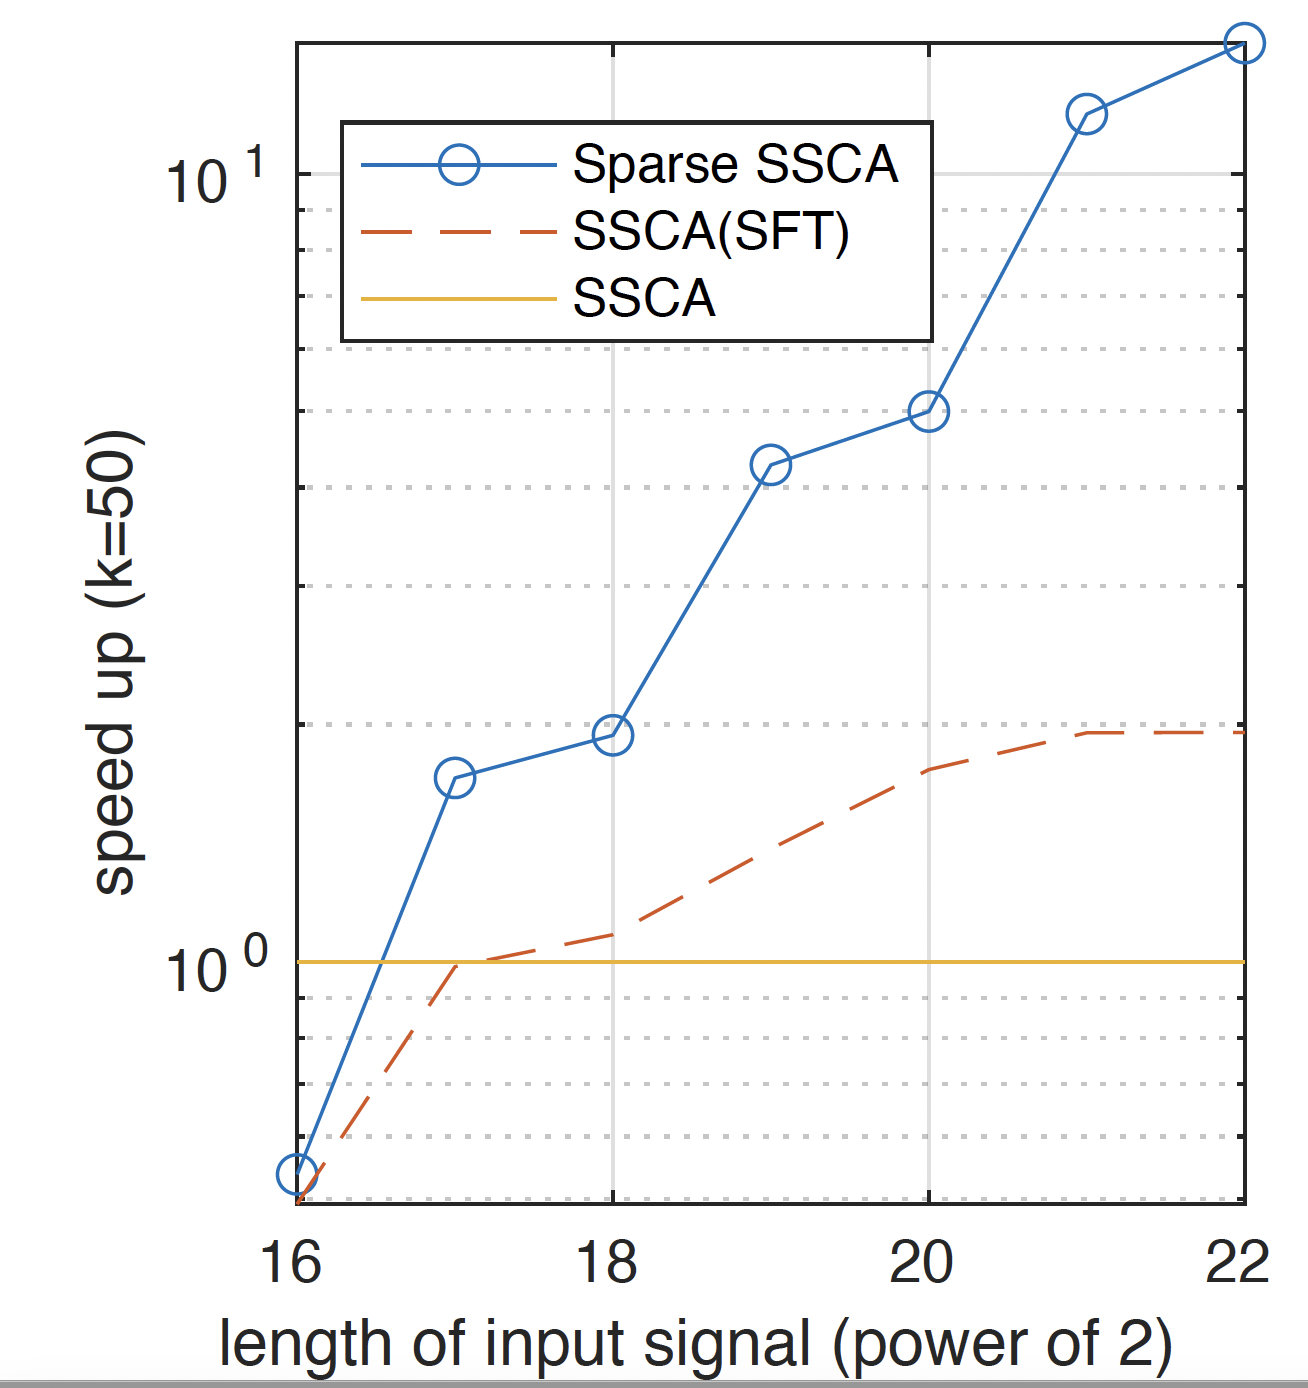 10 1
Sparse SSCA
SSCA(SFT)
SSCA
speed up (k=50)
10 0
16 18 20 22
length of input signal (power of 2)